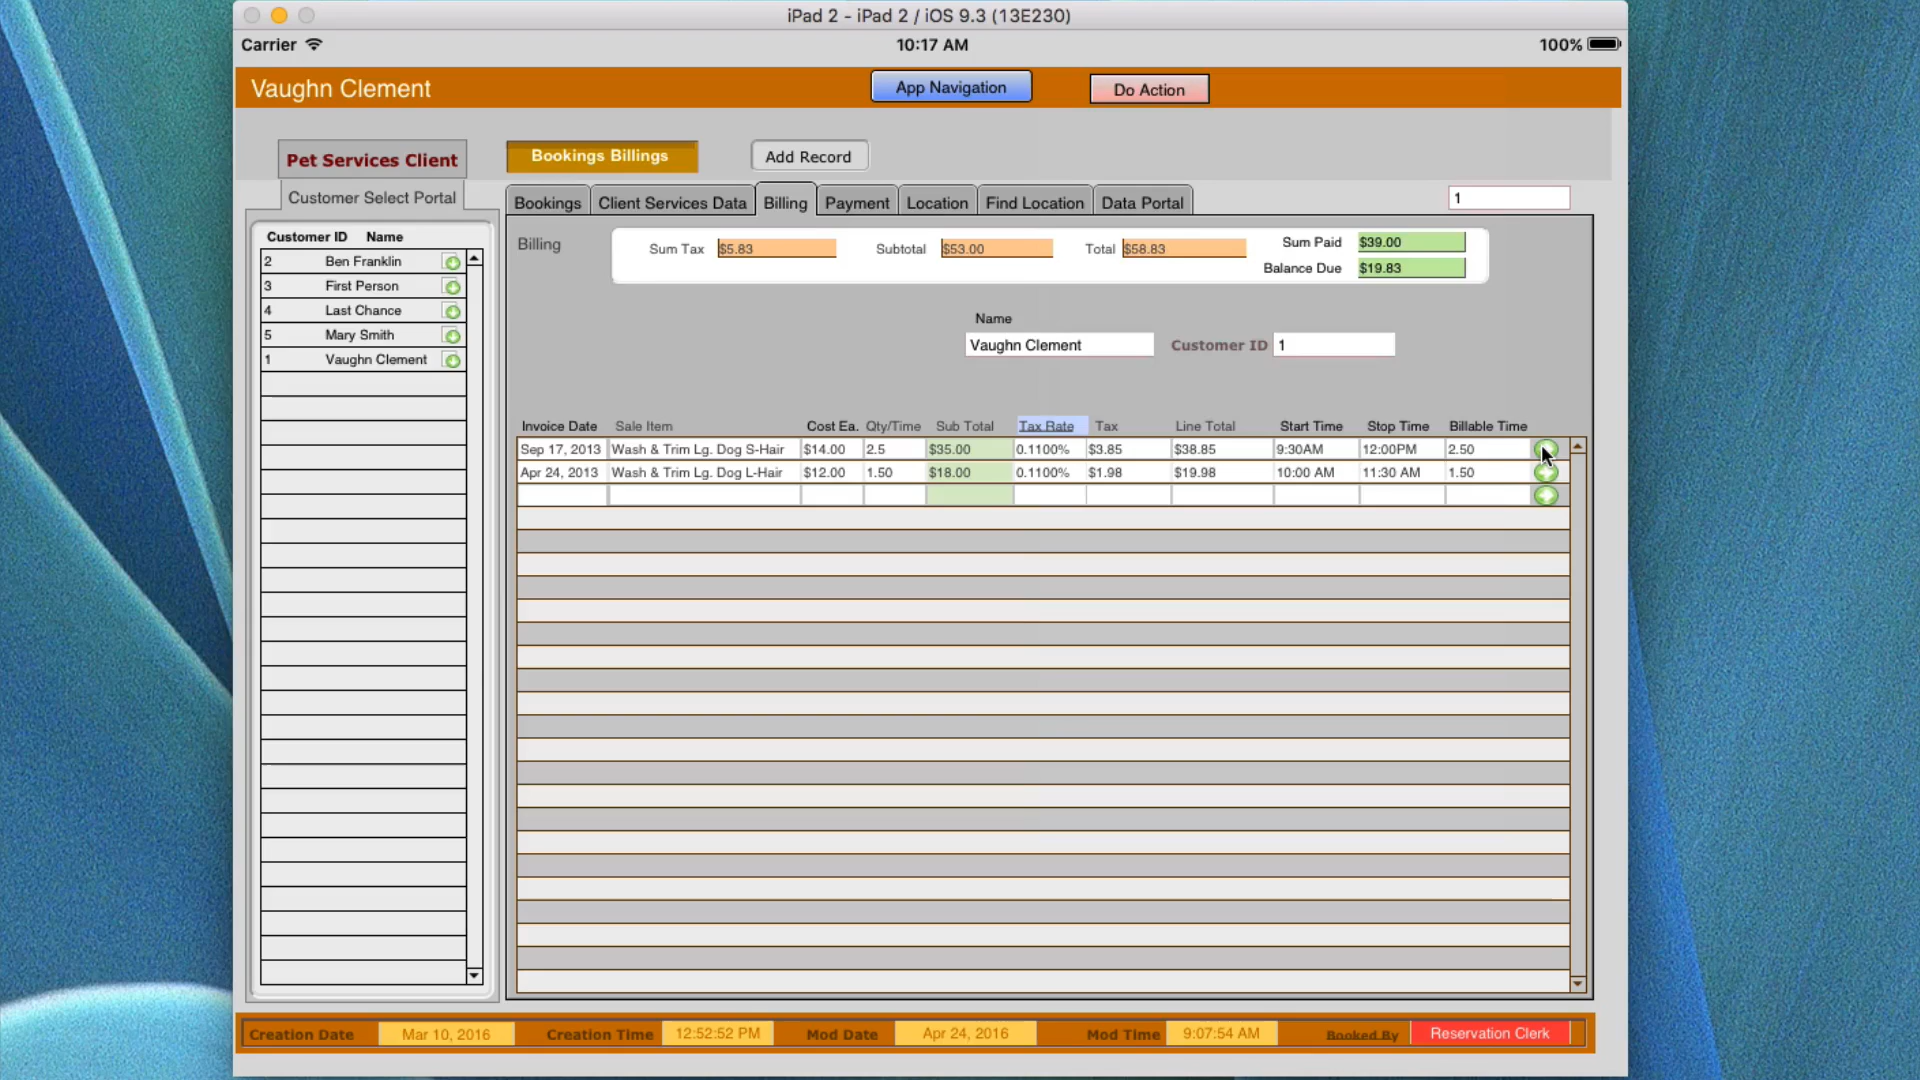 iPad 2 - iPad 2 / iOS 9.3 (13E230)
Carrier 10:17 AM 100%
Vaughn Clement App Navigation Do Action
Pet Services Client Bookings Billings Add Record
Customer Select Portal
Bookings Client Services Data Billing Payment Location Find Location Data Portal 1
Customer ID Name
2 Ben Franklin
3 First Person
4 Last Chance
5 Mary Smith
1 Vaughn Clement
Billing Sum Tax $5.83 Subtotal $53.00 Total $58.83 Sum Paid $39.00
Balance Due $19.83
Name
Vaughn Clement Customer ID 1
Invoice Date Sale Item Cost Ea. Qty/Time Sub Total Tax Rate Tax Line Total Start Time Stop Time Billable Time
Sep 17, 2013 Wash & Trim Lg. Dog S-Hair $14.00 2.5 $35.00 0.1100% $3.85 $38.85 9:30AM 12:00PM 2.50
Apr 24, 2013 Wash & Trim Lg. Dog L-Hair $12.00 1.50 $18.00 0.1100% $1.98 $19.98 10:00 AM 11:30 AM 1.50
Creation Date Mar 10, 2016 Creation Time 12:52:52 PM Mod Date Apr 24, 2016 Mod Time 9:07:54 AM Booked By Reservation Clerk